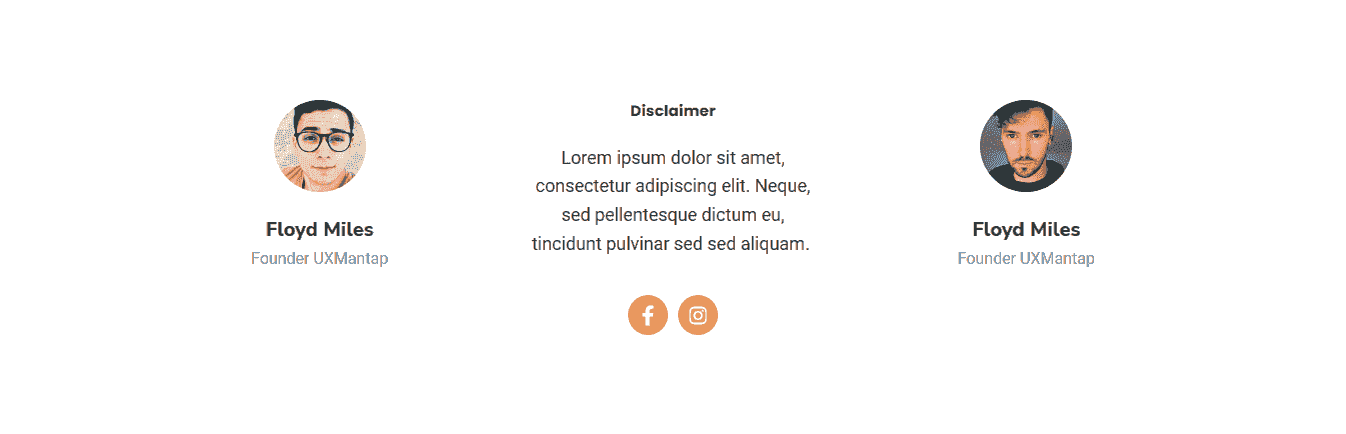 Floyd Miles
Founder UXMantap
Disclaimer
Lorem ipsum dolor sit amet,
consectetur adipiscing elit. Neque,
sed pellentesque dictum eu,
tincidunt pulvinar sed sed aliquam.
Floyd Miles
Founder UXMantap